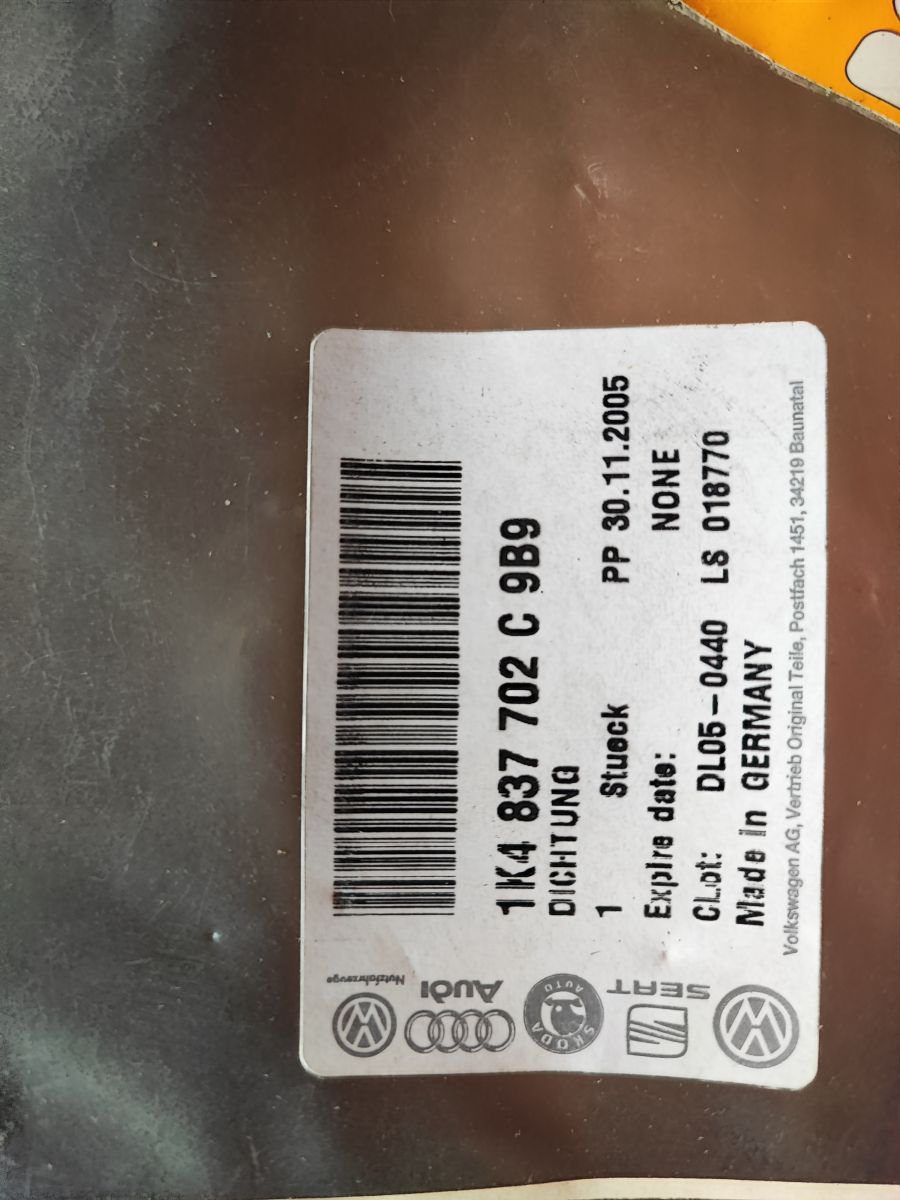 1K4 837 702 C 9B9
DICHTUNG
1 Stueck PP 30.11.2005
Expire date: NONE
CLot: DL05-0440 LS 018770
Made in GERMANY
Volkswagen AG, Vertrieb Original Teile, Postfach 1451, 34219 Baunatal
Nutzfahrzeuge
Audi
SKODA
AUTO
SEAT